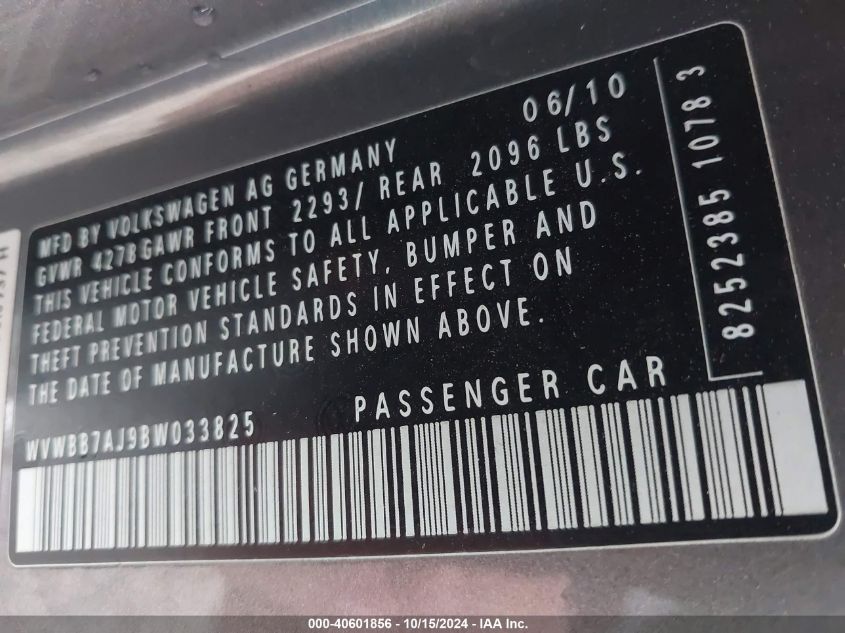 MFD BY VOLKSWAGEN AG GERMANY 06/10
GVWR 4278 GAWR FRONT 2293/ REAR 2096 LBS
THIS VEHICLE CONFORMS TO ALL APPLICABLE U.S.
FEDERAL MOTOR VEHICLE SAFETY, BUMPER AND
THEFT PREVENTION STANDARDS IN EFFECT ON
THE DATE OF MANUFACTURE SHOWN ABOVE.
WVWBB7AJ9BW033825 PASSENGER CAR
8252385 1078 3
000-40601856 - 10/15/2024 - IAA Inc.